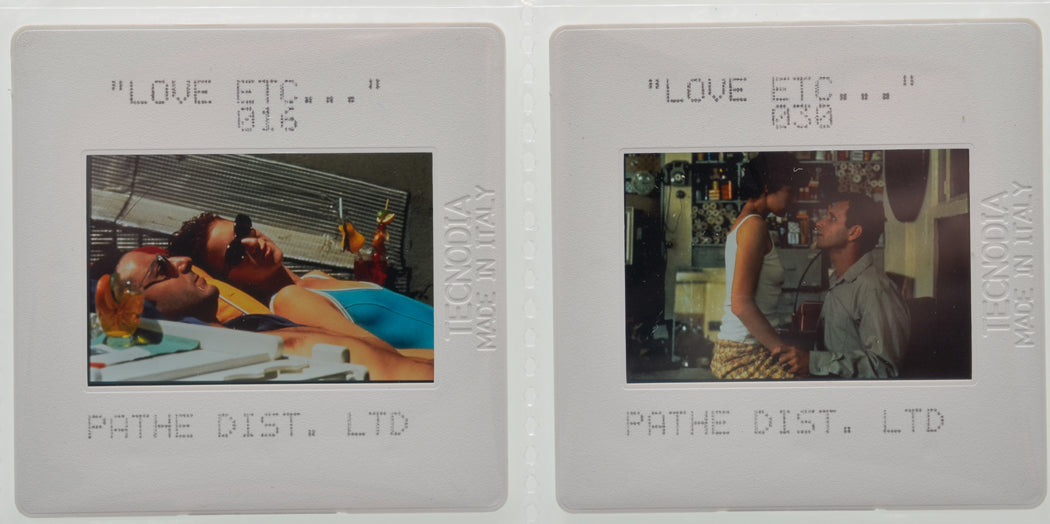 "LOVE ETC..."
016
TECNODIA
MADE IN ITALY
PATHE DIST. LTD
"LOVE ETC..."
030
TECNODIA
MADE IN ITALY
PATHE DIST. LTD